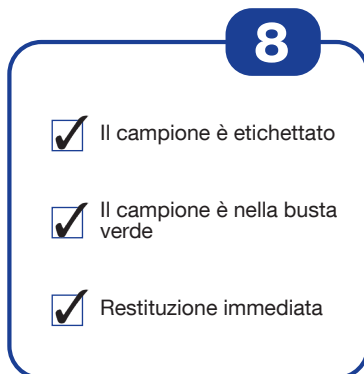 8
Il campione è etichettato
Il campione è nella busta
verde
Restituzione immediata